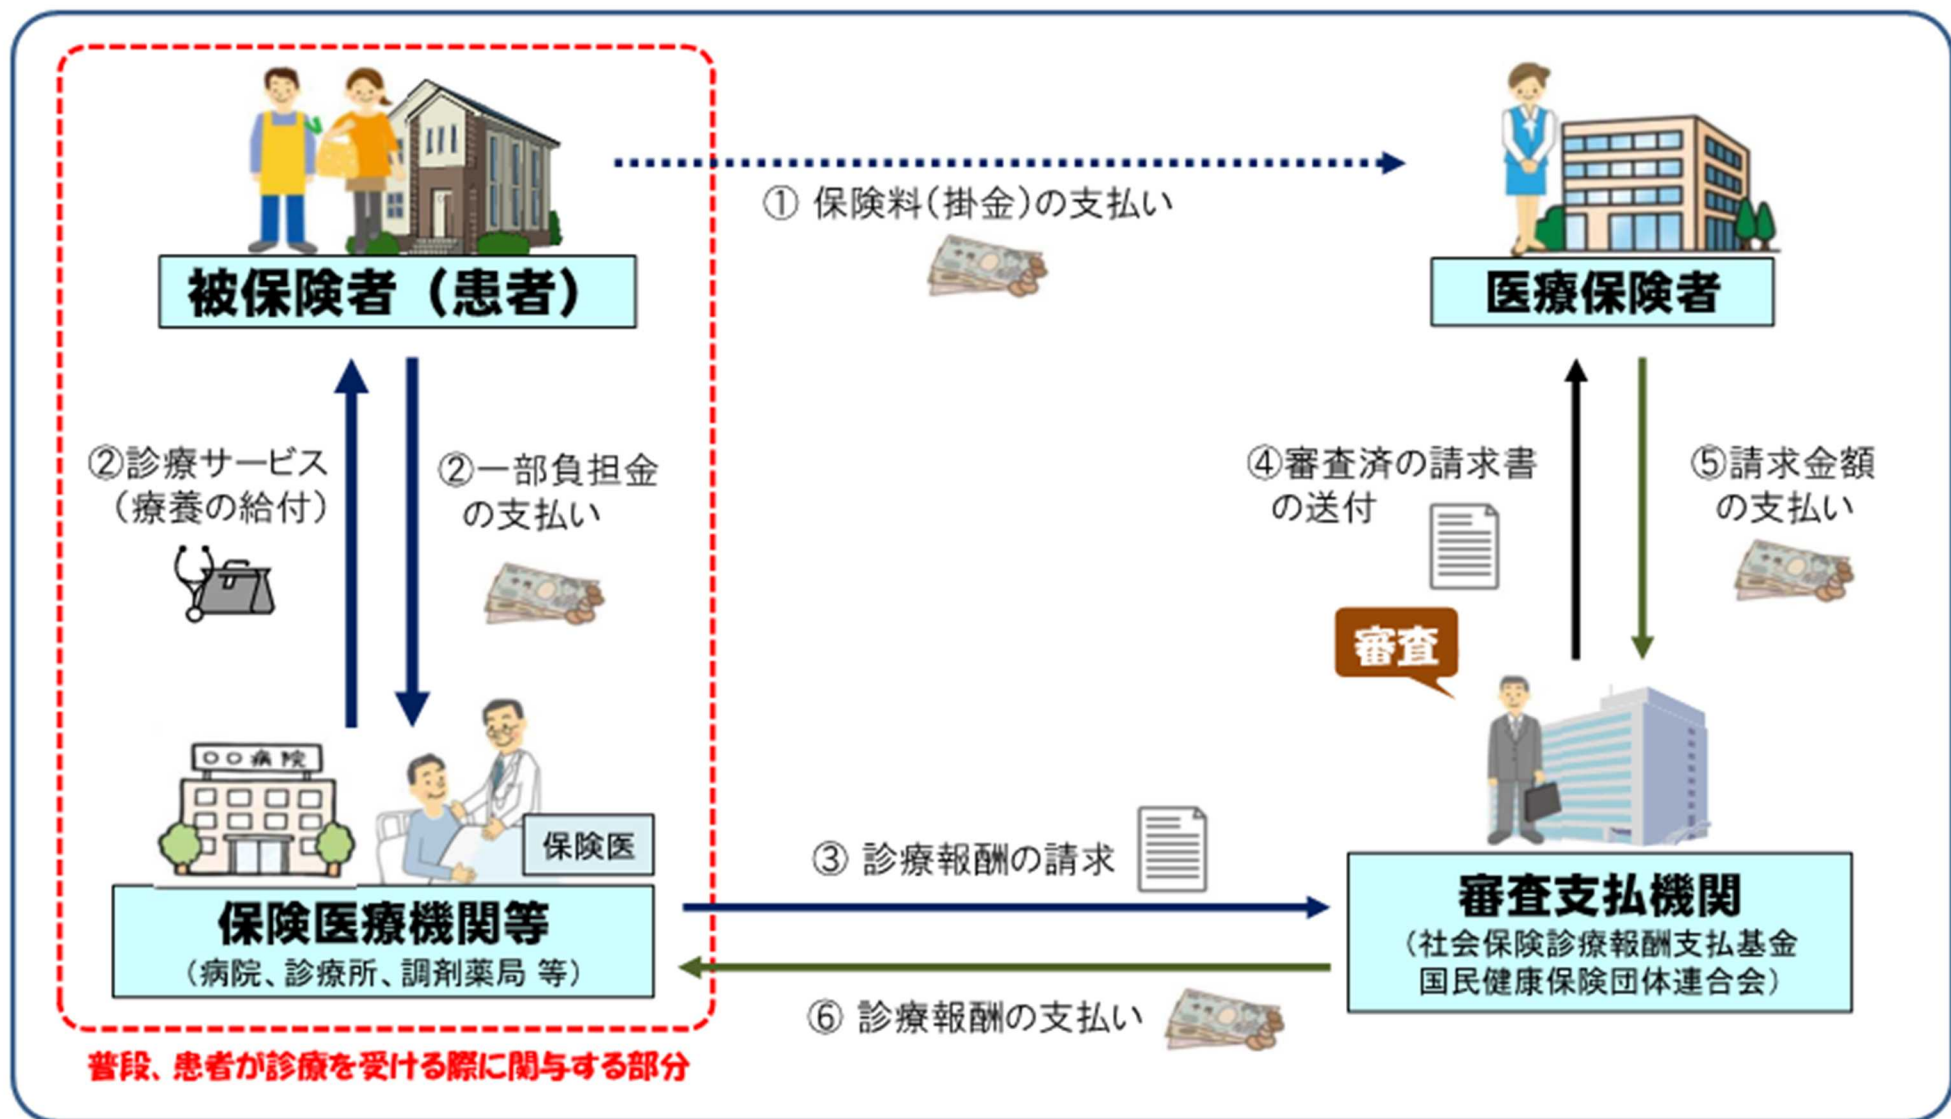 ① 保険料(掛金)の支払い
被保険者(患者)
医療保険者
②診療サービス
(療養の給付)
②一部負担金
の支払い
④審査済の請求書
の送付
⑤請求金額
の支払い
審査
〇〇病院
保険医
保険医療機関等
(病院、診療所、調剤薬局 等)
③ 診療報酬の請求
⑥ 診療報酬の支払い
審査支払機関
(社会保険診療報酬支払基金
国民健康保険団体連合会)
普段、患者が診療を受ける際に関与する部分